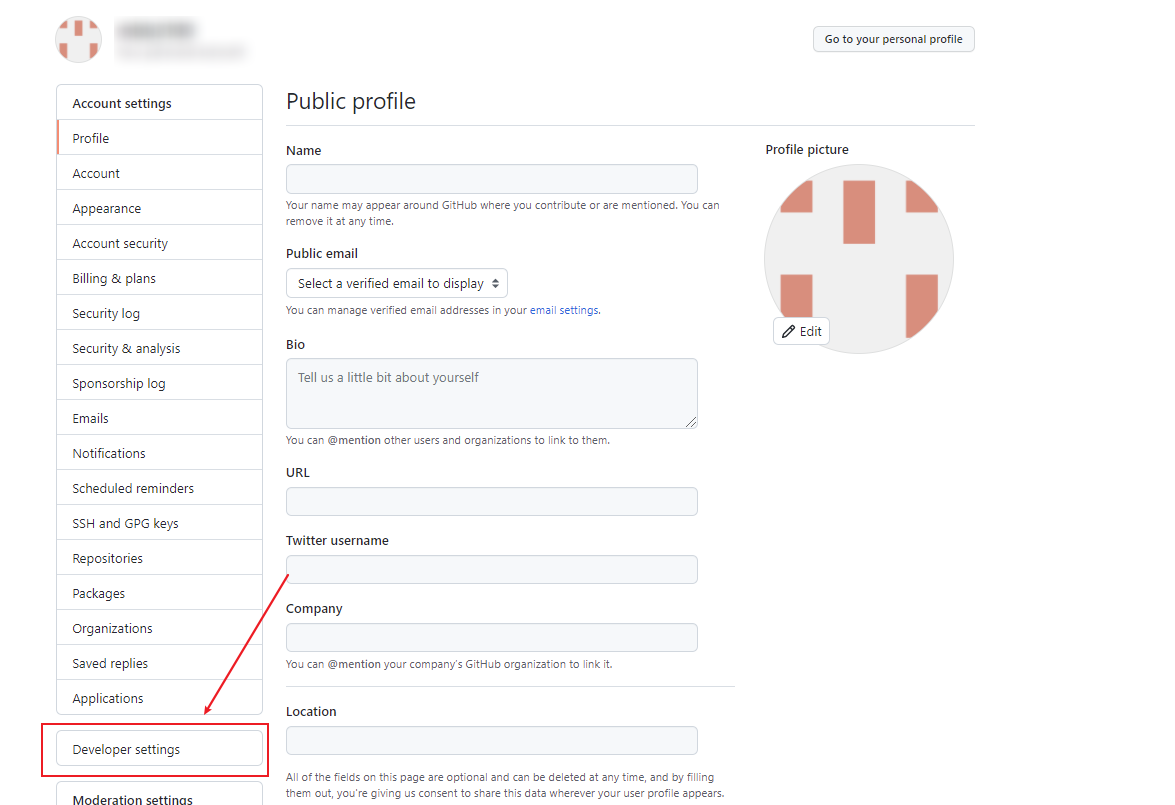 Go to your personal profile
Account settings
Profile
Account
Appearance
Account security
Billing & plans
Security log
Security & analysis
Sponsorship log
Emails
Notifications
Scheduled reminders
SSH and GPG keys
Repositories
Packages
Organizations
Saved replies
Applications
Developer settings
Moderation settings
Public profile
Name
Your name may appear around GitHub where you contribute or are mentioned. You can
remove it at any time.
Public email
Select a verified email to display
You can manage verified email addresses in your email settings.
Bio
Tell us a little bit about yourself
You can @mention other users and organizations to link to them.
URL
Twitter username
Company
You can @mention your company's GitHub organization to link it.
Location
All of the fields on this page are optional and can be deleted at any time, and by filling
them out, you're giving us consent to share this data wherever your user profile appears.
Profile picture
Edit